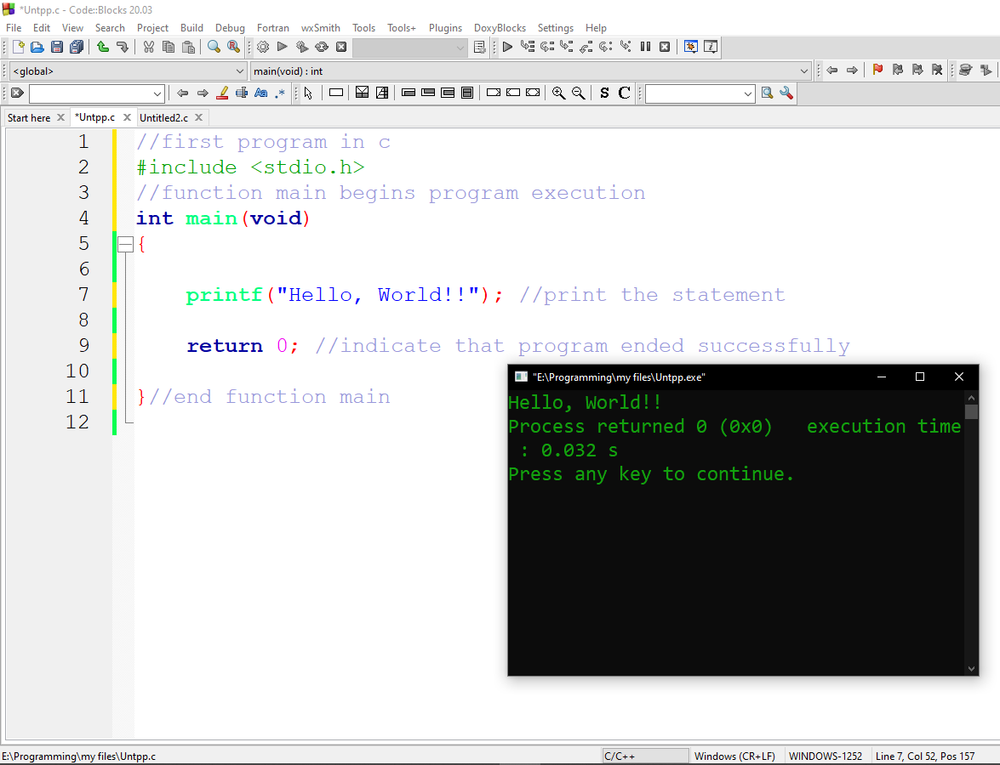 *Untpp.c - Code::Blocks 20.03
File Edit View Search Project Build Debug Fortran wxSmith Tools Tools+ Plugins DoxyBlocks Settings Help
<global> main(void) : int
S C
Start here *Untpp.c Untitled2.c
1 //first program in c
2 #include <stdio.h>
3 //function main begins program execution
4 int main(void)
5 {
6
7 printf("Hello, World!!"); //print the statement
8
9 return 0; //indicate that program ended successfully
10
11 }//end function main
12
"E:\Programming\my files\Untpp.exe"
Hello, World!!
Process returned 0 (0x0) execution time
: 0.032 s
Press any key to continue.
E:\Programming\my files\Untpp.c C/C++ Windows (CR+LF) WINDOWS-1252 Line 7, Col 52, Pos 157